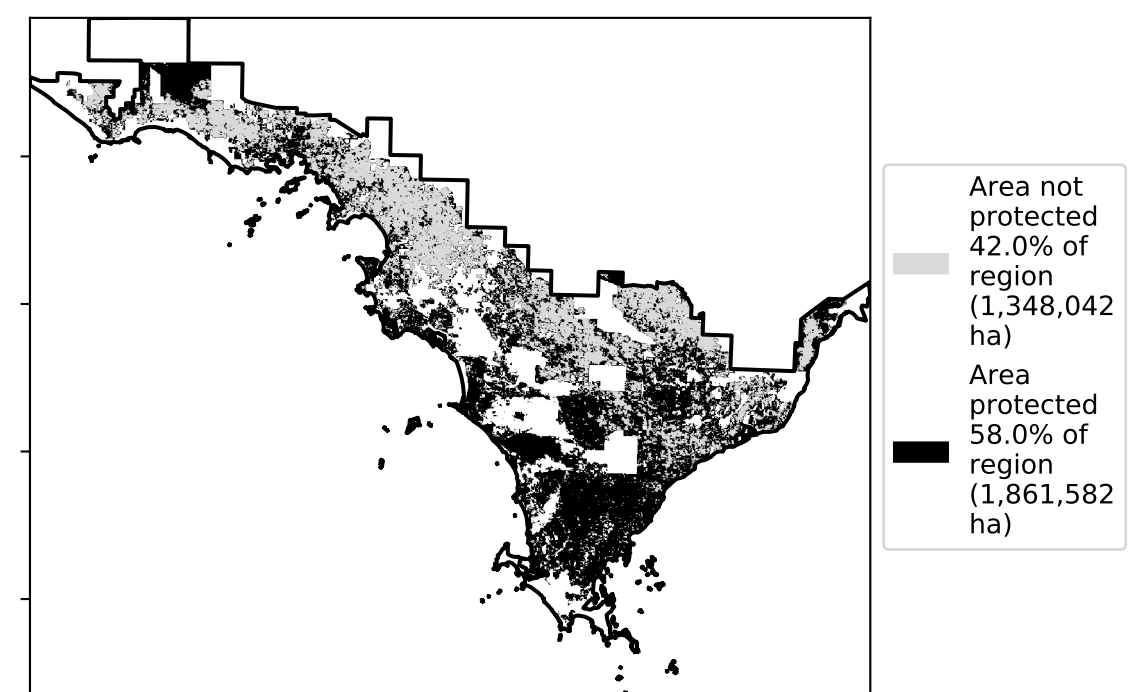 Area not
protected
42.0% of
region
(1,348,042
ha)
Area
protected
58.0% of
region
(1,861,582
ha)